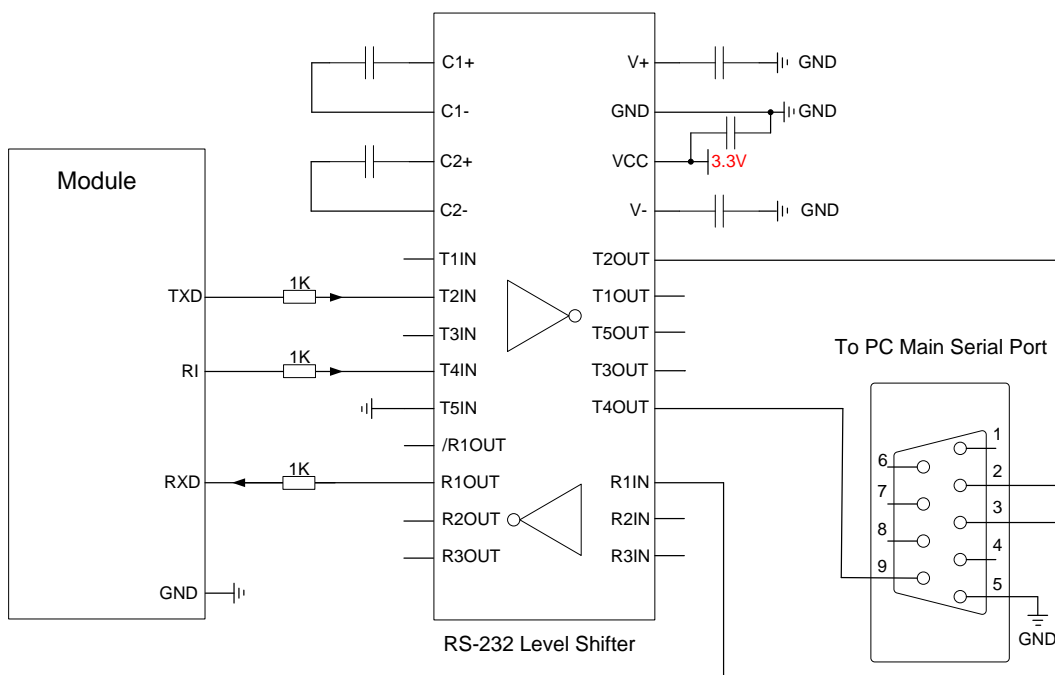 Module
TXD
RI
RXD
GND
1K
1K
1K
C1+
C1-
C2+
C2-
T1IN
T2IN
T3IN
T4IN
T5IN
/R1OUT
R1OUT
R2OUT
R3OUT
V+
GND
VCC
V-
T2OUT
T1OUT
T5OUT
T3OUT
T4OUT
R1IN
R2IN
R3IN
GND
GND
3.3V
GND
RS-232 Level Shifter
To PC Main Serial Port
6
7
8
9
1
2
3
4
5
GND